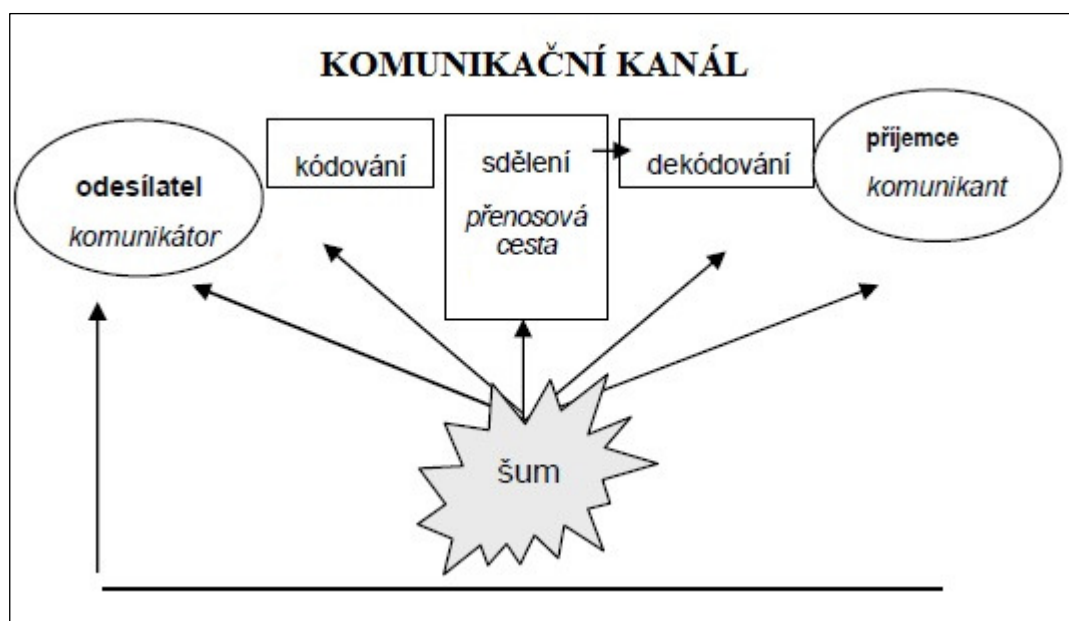 KOMUNIKAČNÍ KANÁL
odesílatel
komunikátor
kódování
sdělení
přenosová
cesta
dekódování
příjemce
komunikant
šum